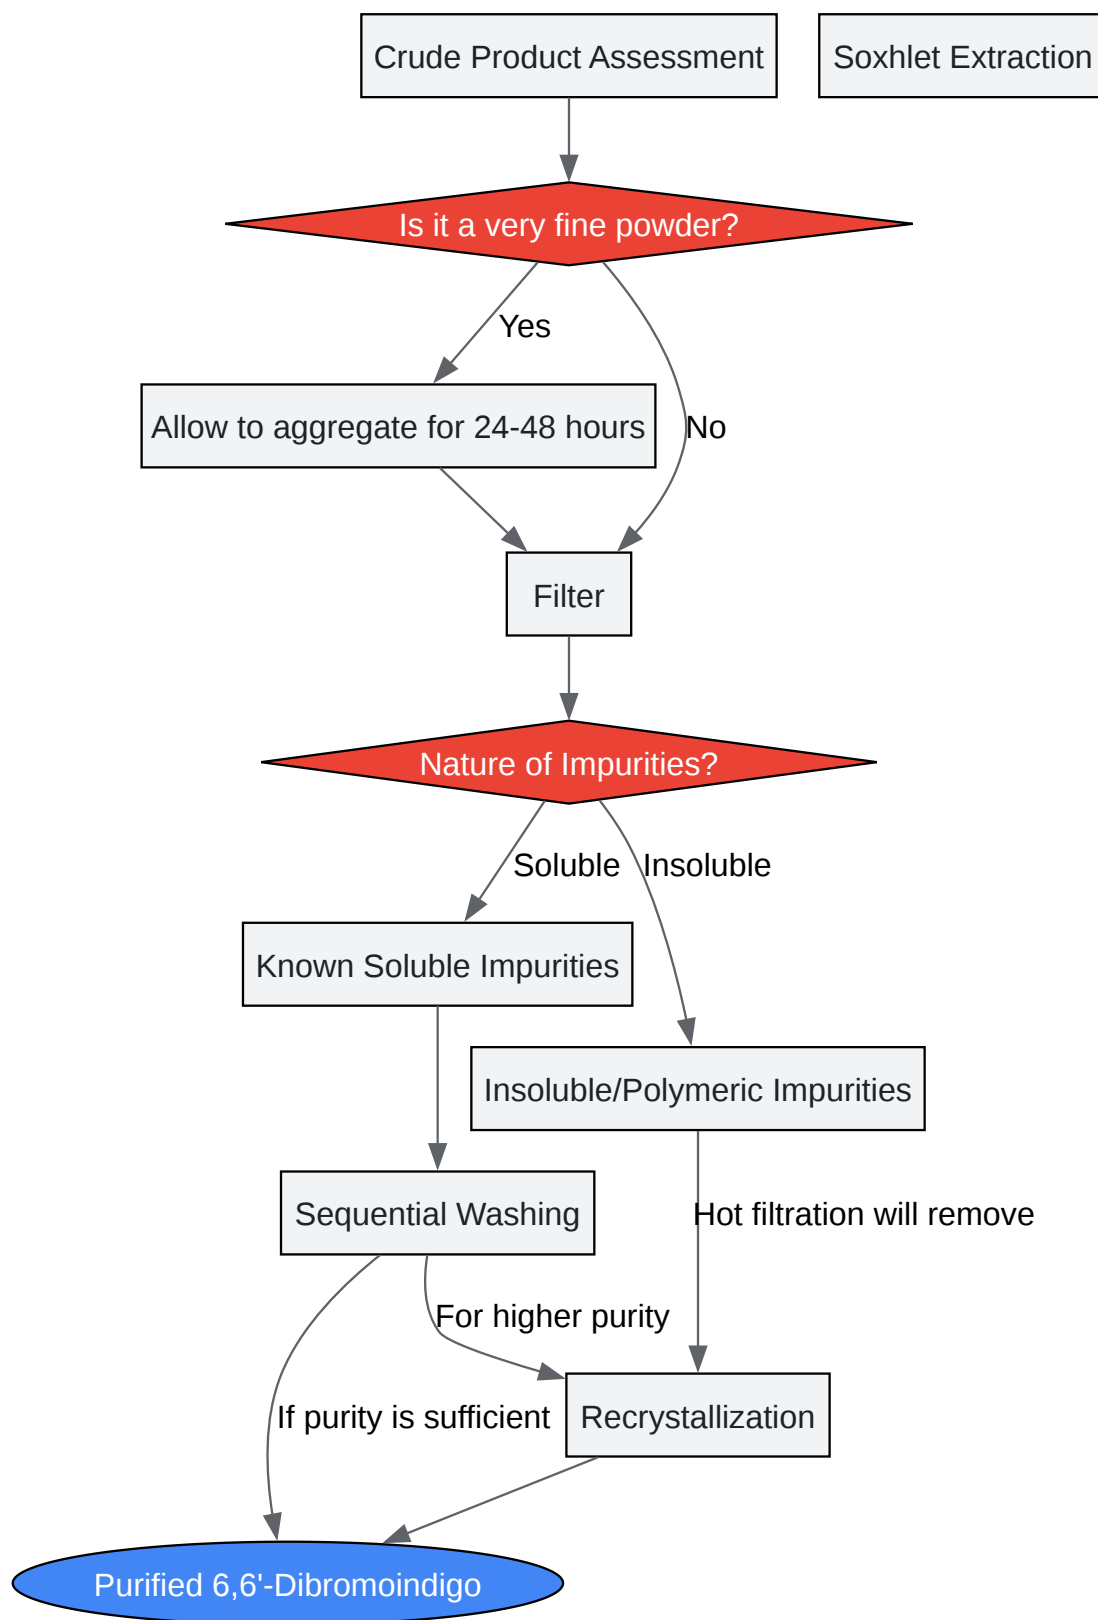 Crude Product Assessment
Soxhlet Extraction
Is it a very fine powder?
Yes
Allow to aggregate for 24-48 hours
No
Filter
Nature of Impurities?
Soluble
Insoluble
Known Soluble Impurities
Insoluble/Polymeric Impurities
Sequential Washing
Hot filtration will remove
For higher purity
If purity is sufficient
Recrystallization
Purified 6,6'-Dibromoindigo